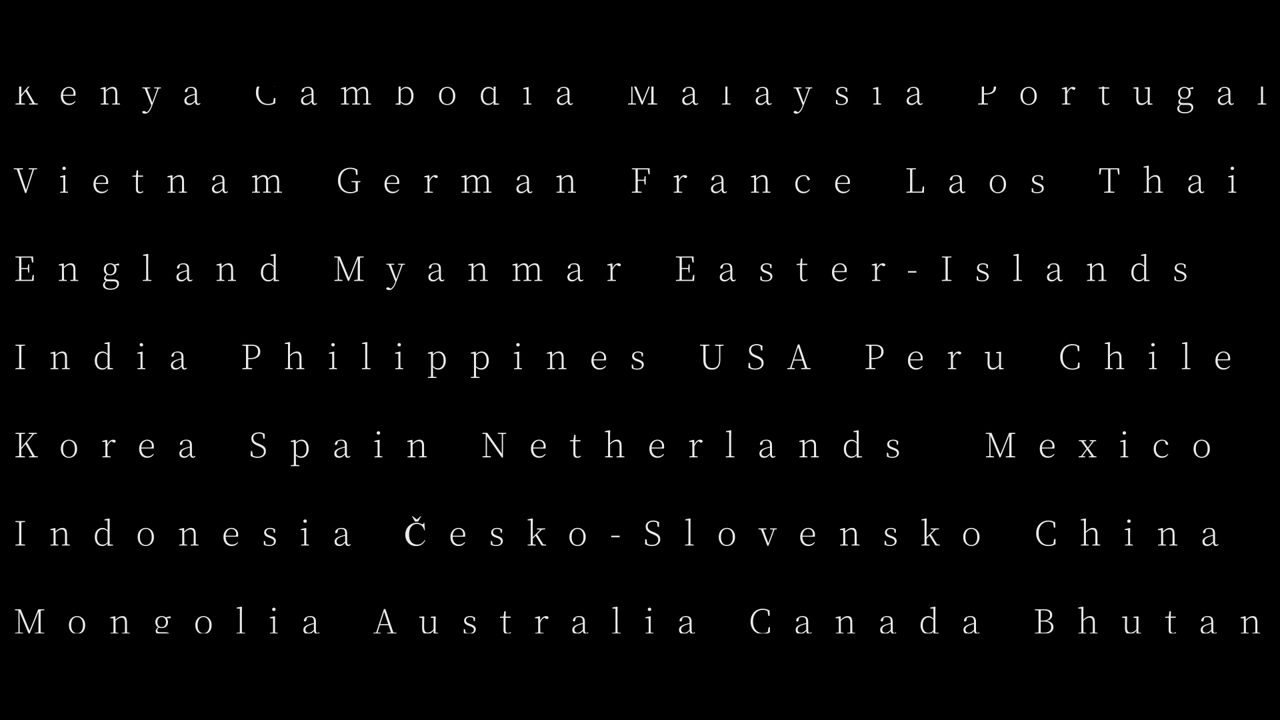 Kenya Cambodia Malaysia Portugal
Vietnam German France Laos Thai
England Myanmar Easter-Islands
India Philippines USA Peru Chile
Korea Spain Netherlands Mexico
Indonesia Česko-Slovensko China
Mongolia Australia Canada Bhutan